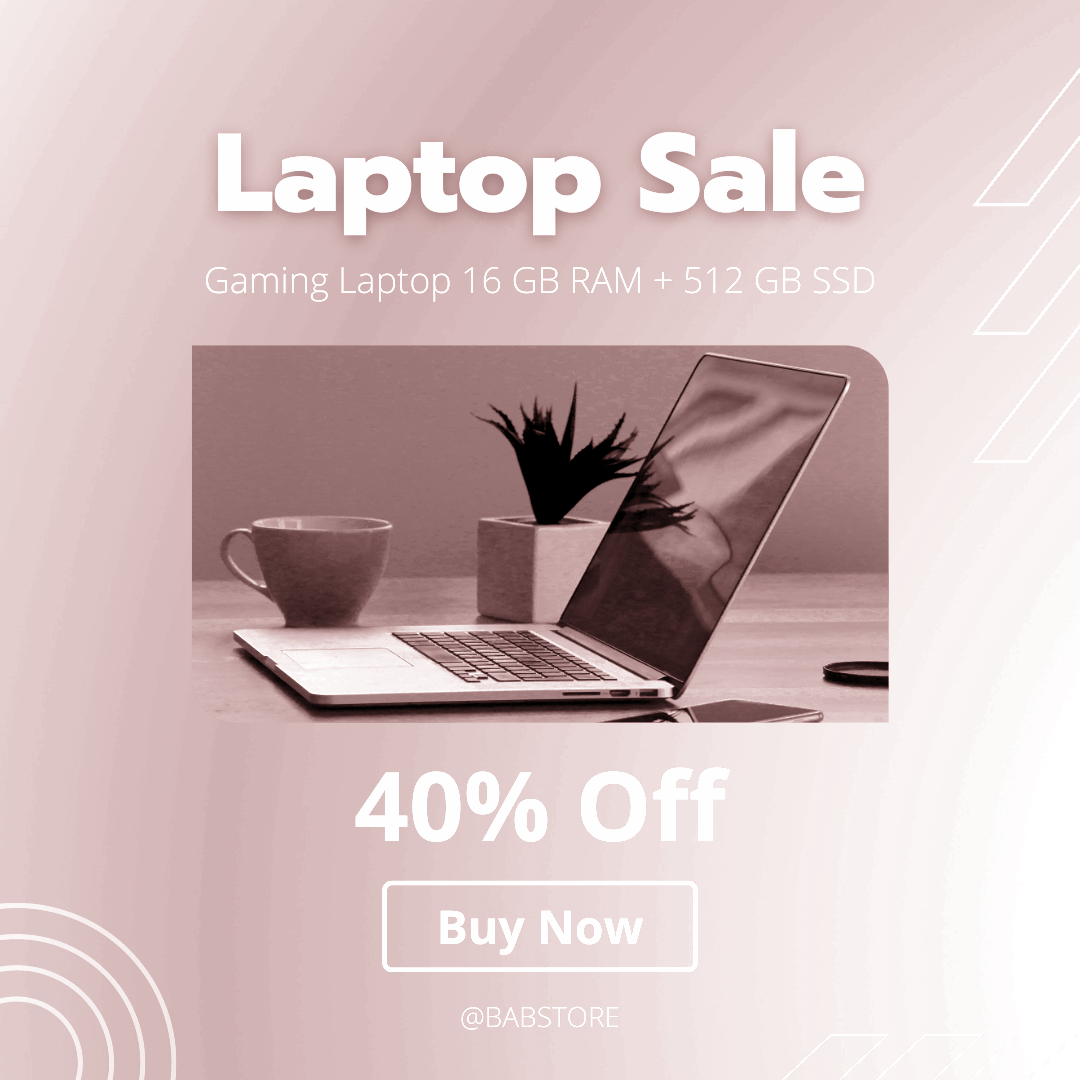 Laptop Sale
Gaming Laptop 16 GB RAM + 512 GB SSD
40% Off
Buy Now
@BABSTORE